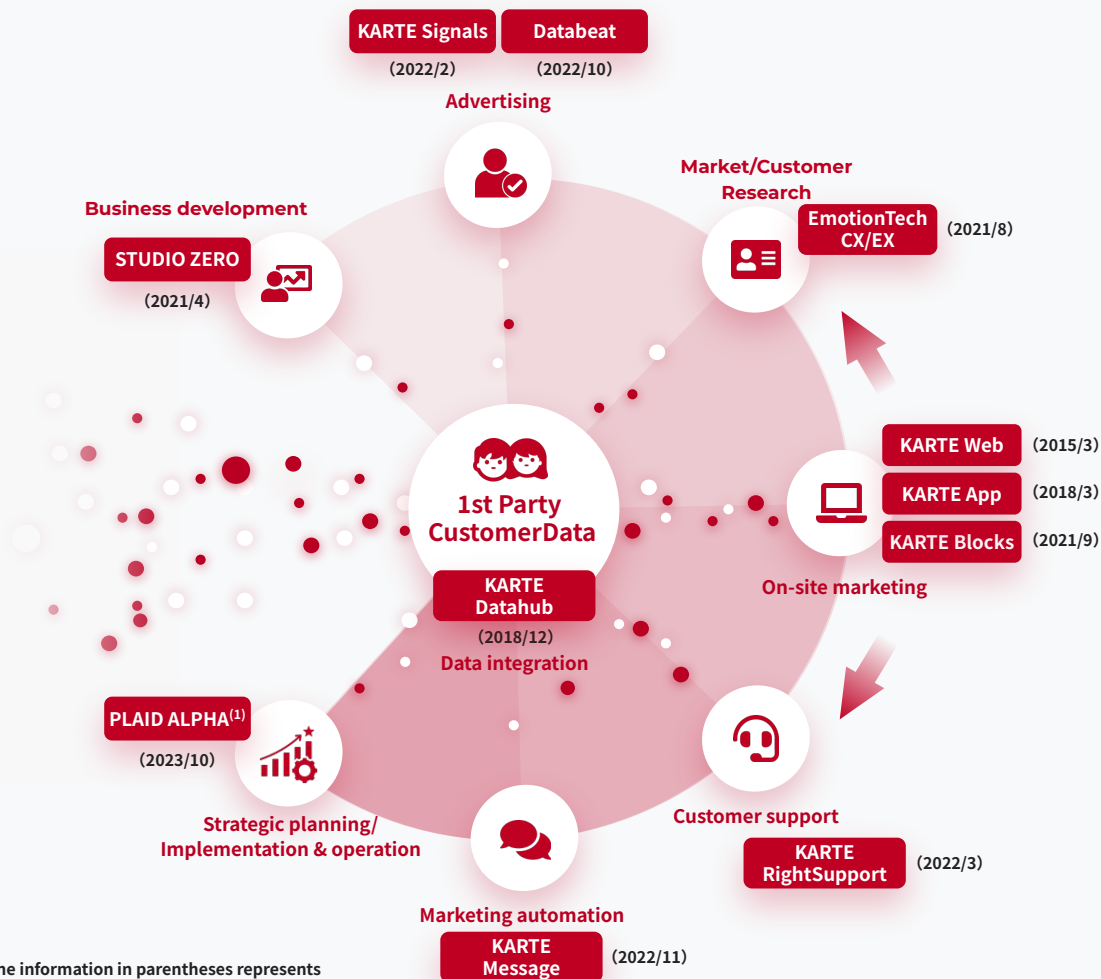 KARTE Signals
(2022/2)
Databeat
(2022/10)
Advertising
Market/Customer
Research
EmotionTech
CX/EX
(2021/8)
Business development
STUDIO ZERO
(2021/4)
KARTE Web
(2015/3)
KARTE App
(2018/3)
KARTE Blocks
(2021/9)
On-site marketing
1st Party
CustomerData
KARTE
Datahub
(2018/12)
Data integration
PLAID ALPHA(1)
(2023/10)
Strategic planning/
Implementation & operation
Customer support
KARTE
RightSupport
(2022/3)
Marketing automation
KARTE
Message
(2022/11)
information in parentheses represents